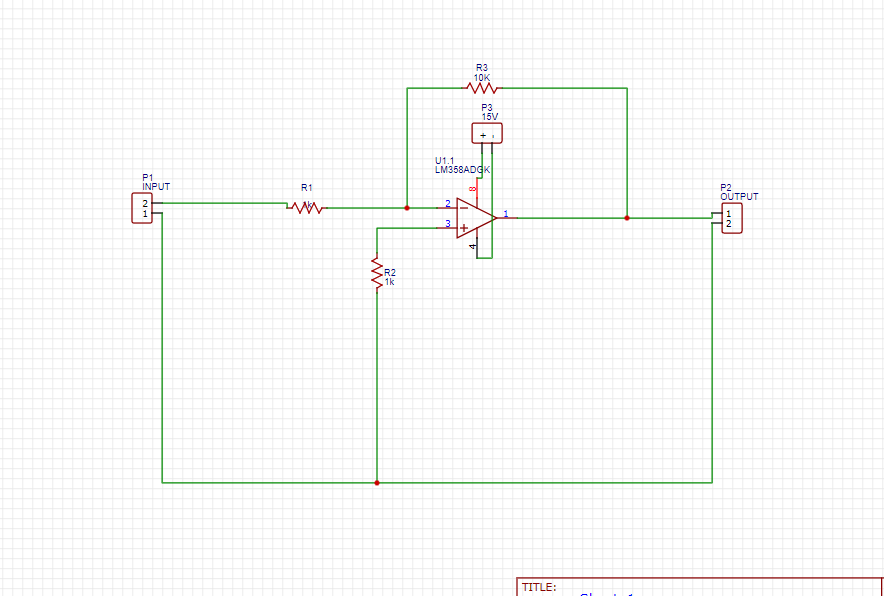 R3
10K
P3
15V
+ -
U1.1
LM358ADGK
8
P1
INPUT
2
1
R1
1k
2
3
1
4
P2
OUTPUT
1
2
R2
1k
TITLE: